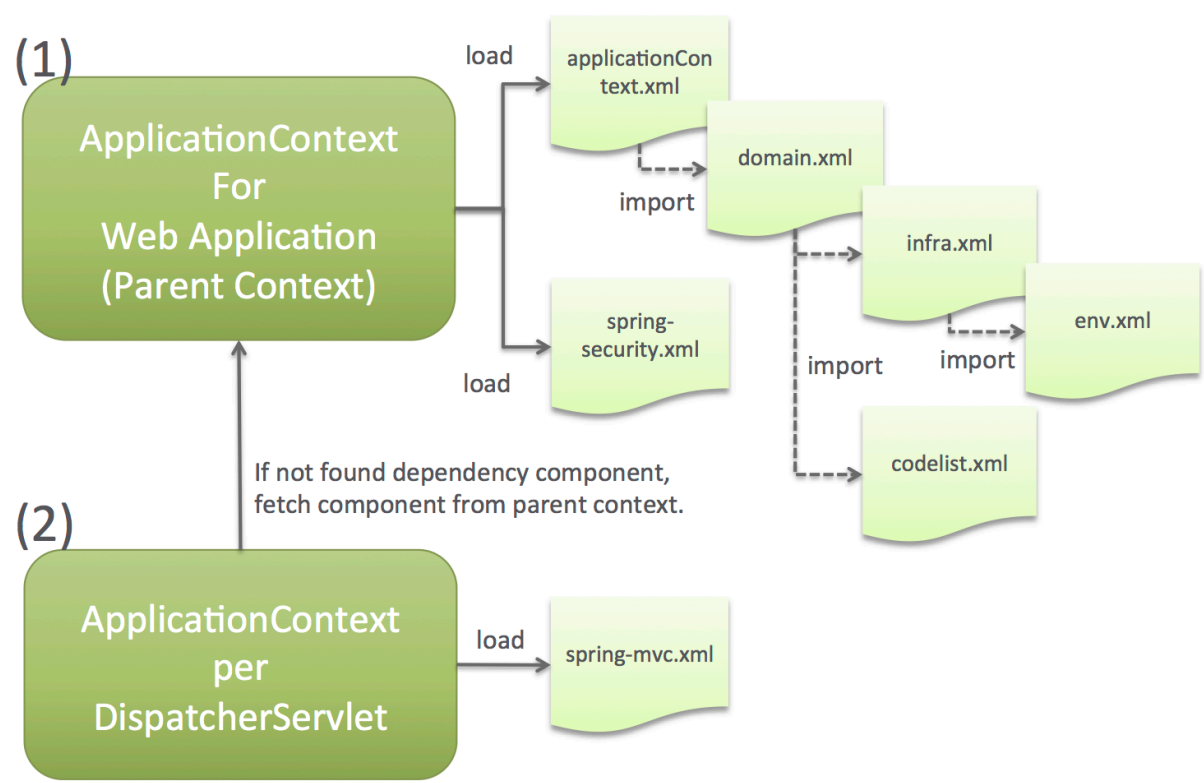 (1)
ApplicationContext
For
Web Application
(Parent Context)
load
applicationCon
text.xml
import
domain.xml
infra.xml
import
env.xml
import
codelist.xml
load
spring-
security.xml
If not found dependency component,
fetch component from parent context.
(2)
ApplicationContext
per
DispatcherServlet
load
spring-mvc.xml